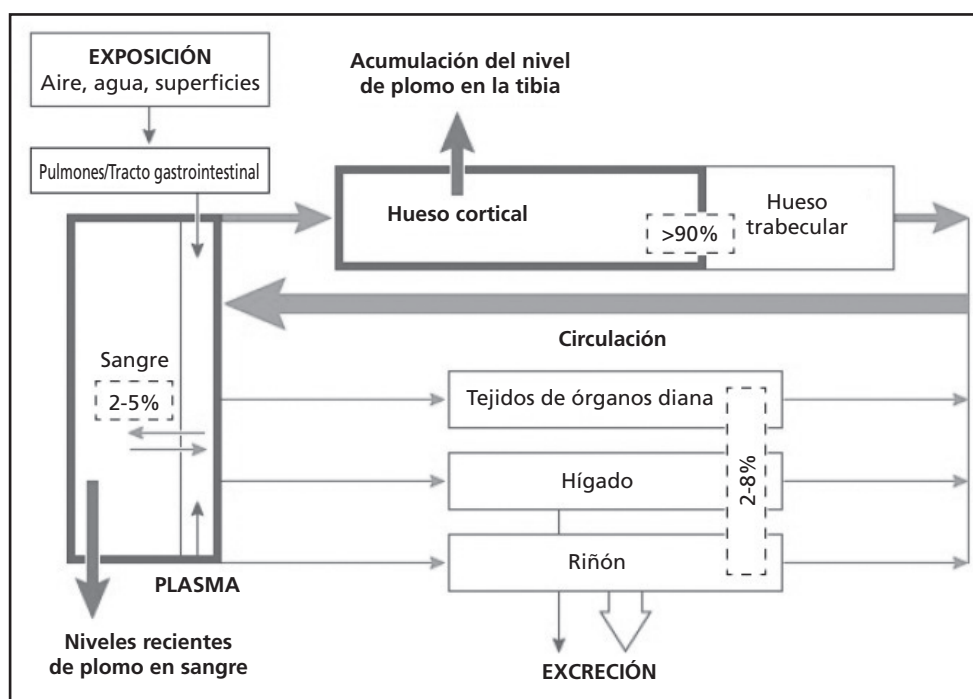 EXPOSICIÓN
Aire, agua, superficies
Pulmones/Tracto gastrointestinal
Acumulación del nivel
de plomo en la tibia
Hueso cortical
>90%
Hueso
trabecular
Circulación
Sangre
2-5%
Tejidos de órganos diana
Hígado
Riñón
2-8%
PLASMA
Niveles recientes
de plomo en sangre
EXCRECIÓN